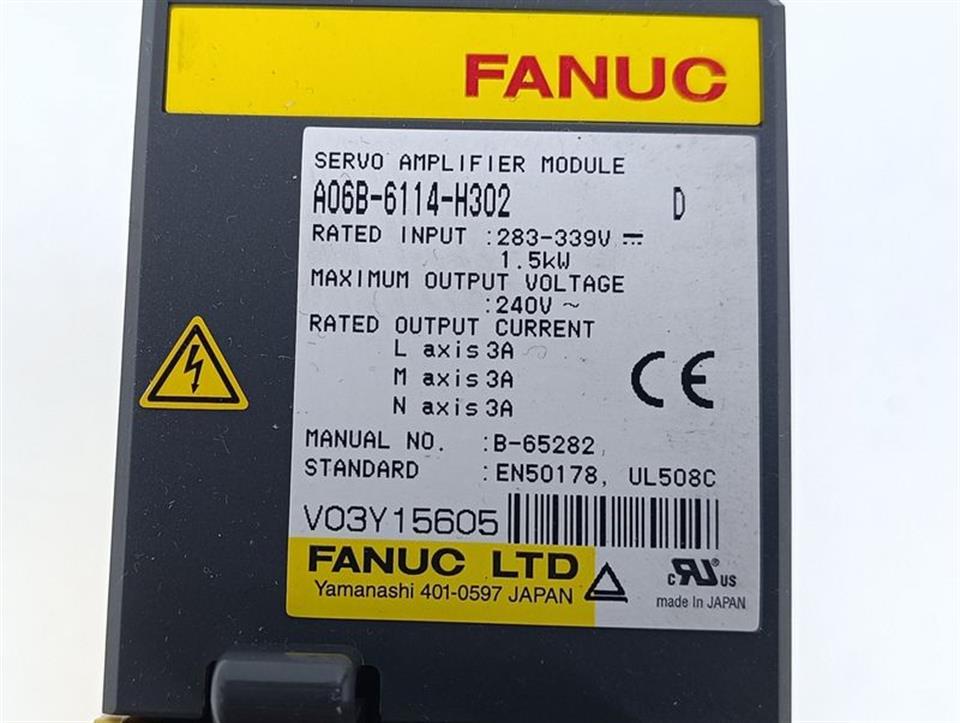 FANUC
SERVO AMPLIFIER MODULE
A06B-6114-H302 D
RATED INPUT :283-339V ⎓
1.5kW
MAXIMUM OUTPUT VOLTAGE
:240V ~
RATED OUTPUT CURRENT
L axis 3A
M axis 3A
N axis 3A
CE
MANUAL NO. :B-65282
STANDARD :EN50178, UL508C
V03Y15605
FANUC LTD
Yamanashi 401-0597 JAPAN
c RU US
made in JAPAN